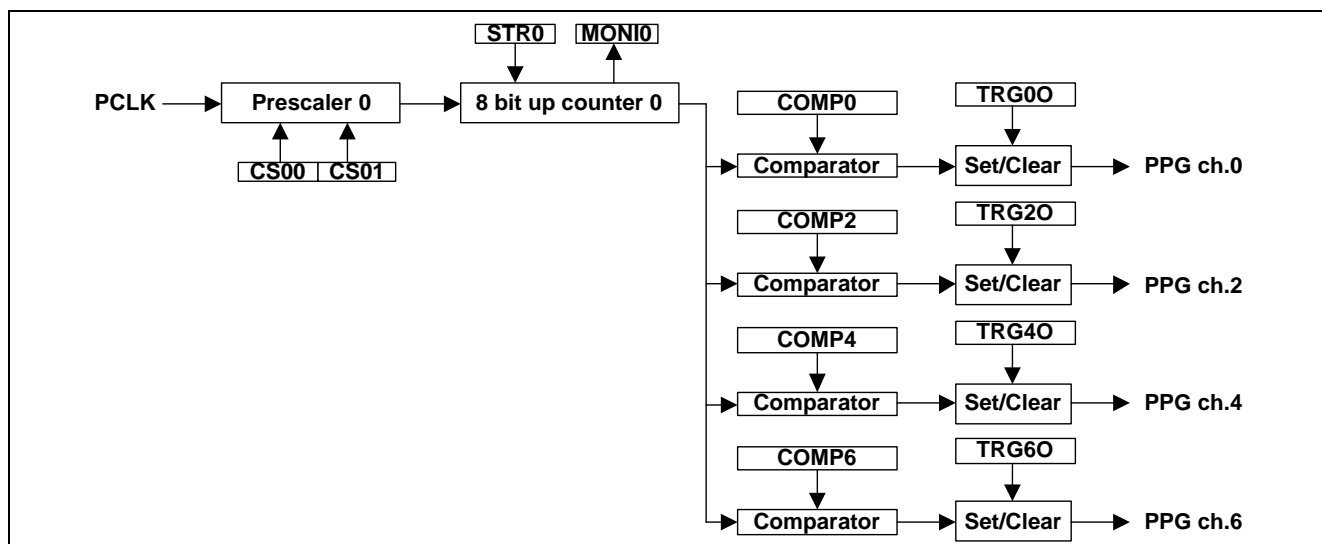 STR0 MONI0
PCLK Prescaler 0 8 bit up counter 0 COMP0 TRG0O
CS00 CS01 Comparator Set/Clear PPG ch.0
COMP2 TRG2O
Comparator Set/Clear PPG ch.2
COMP4 TRG4O
Comparator Set/Clear PPG ch.4
COMP6 TRG6O
Comparator Set/Clear PPG ch.6